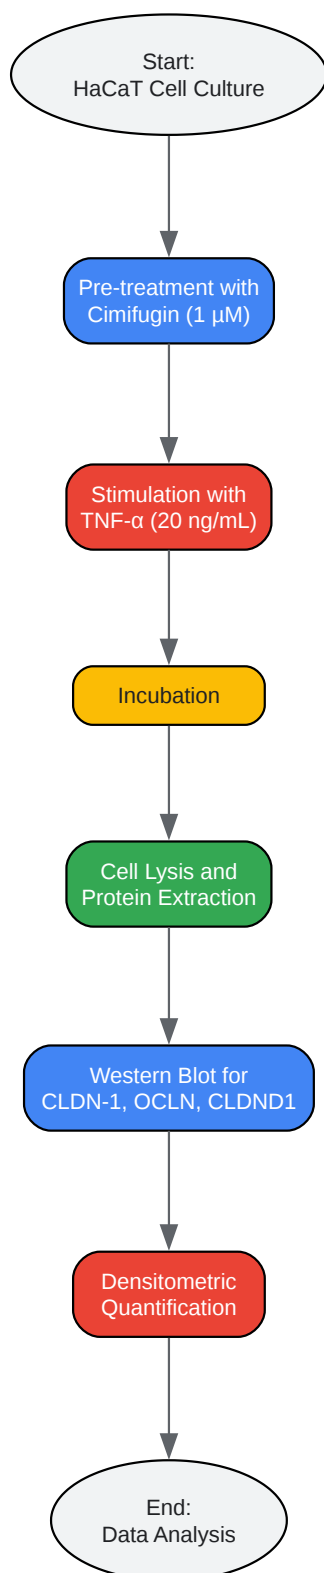 Start:
HaCaT Cell Culture
Pre-treatment with
Cimifugin (1 µM)
Stimulation with
TNF-α (20 ng/mL)
Incubation
Cell Lysis and
Protein Extraction
Western Blot for
CLDN-1, OCLN, CLDND1
Densitometric
Quantification
End:
Data Analysis